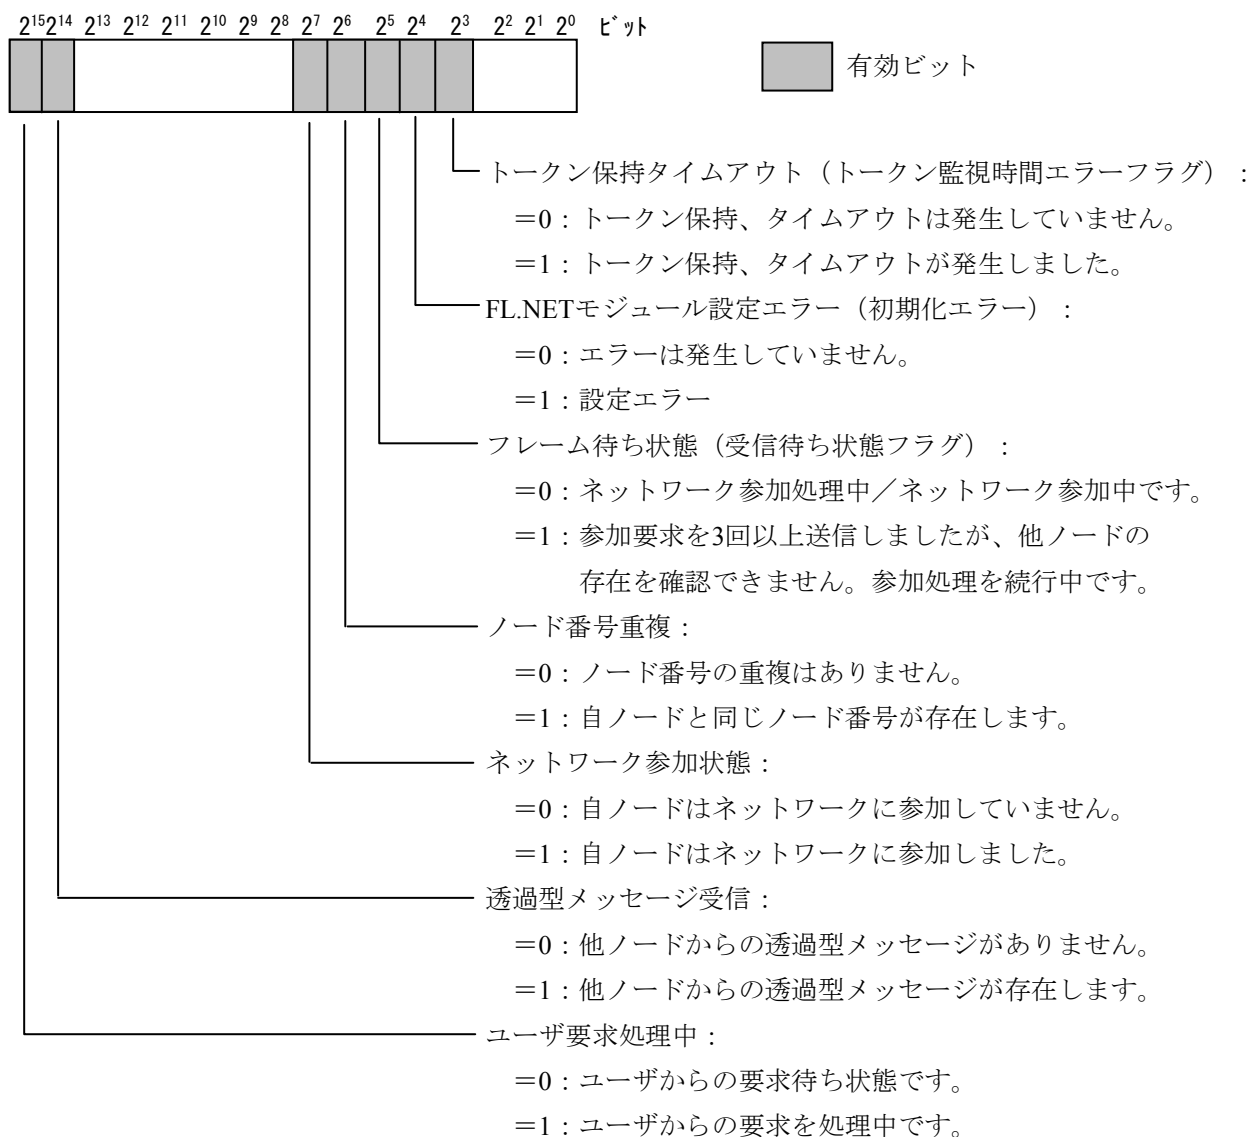 2¹⁵2¹⁴ 2¹³ 2¹² 2¹¹ 2¹⁰ 2⁹ 2⁸ 2⁷ 2⁶ 2⁵ 2⁴ 2³ 2² 2¹ 2⁰ ビット
有効ビット
トークン保持タイムアウト（トークン監視時間エラーフラグ）：
＝0：トークン保持、タイムアウトは発生していません。
＝1：トークン保持、タイムアウトが発生しました。
FL.NETモジュール設定エラー（初期化エラー）：
＝0：エラーは発生していません。
＝1：設定エラー
フレーム待ち状態（受信待ち状態フラグ）：
＝0：ネットワーク参加処理中／ネットワーク参加中です。
＝1：参加要求を3回以上送信しましたが、他ノードの
存在を確認できません。参加処理を続行中です。
ノード番号重複：
＝0：ノード番号の重複はありません。
＝1：自ノードと同じノード番号が存在します。
ネットワーク参加状態：
＝0：自ノードはネットワークに参加していません。
＝1：自ノードはネットワークに参加しました。
透過型メッセージ受信：
＝0：他ノードからの透過型メッセージがありません。
＝1：他ノードからの透過型メッセージが存在します。
ユーザ要求処理中：
＝0：ユーザからの要求待ち状態です。
＝1：ユーザからの要求を処理中です。